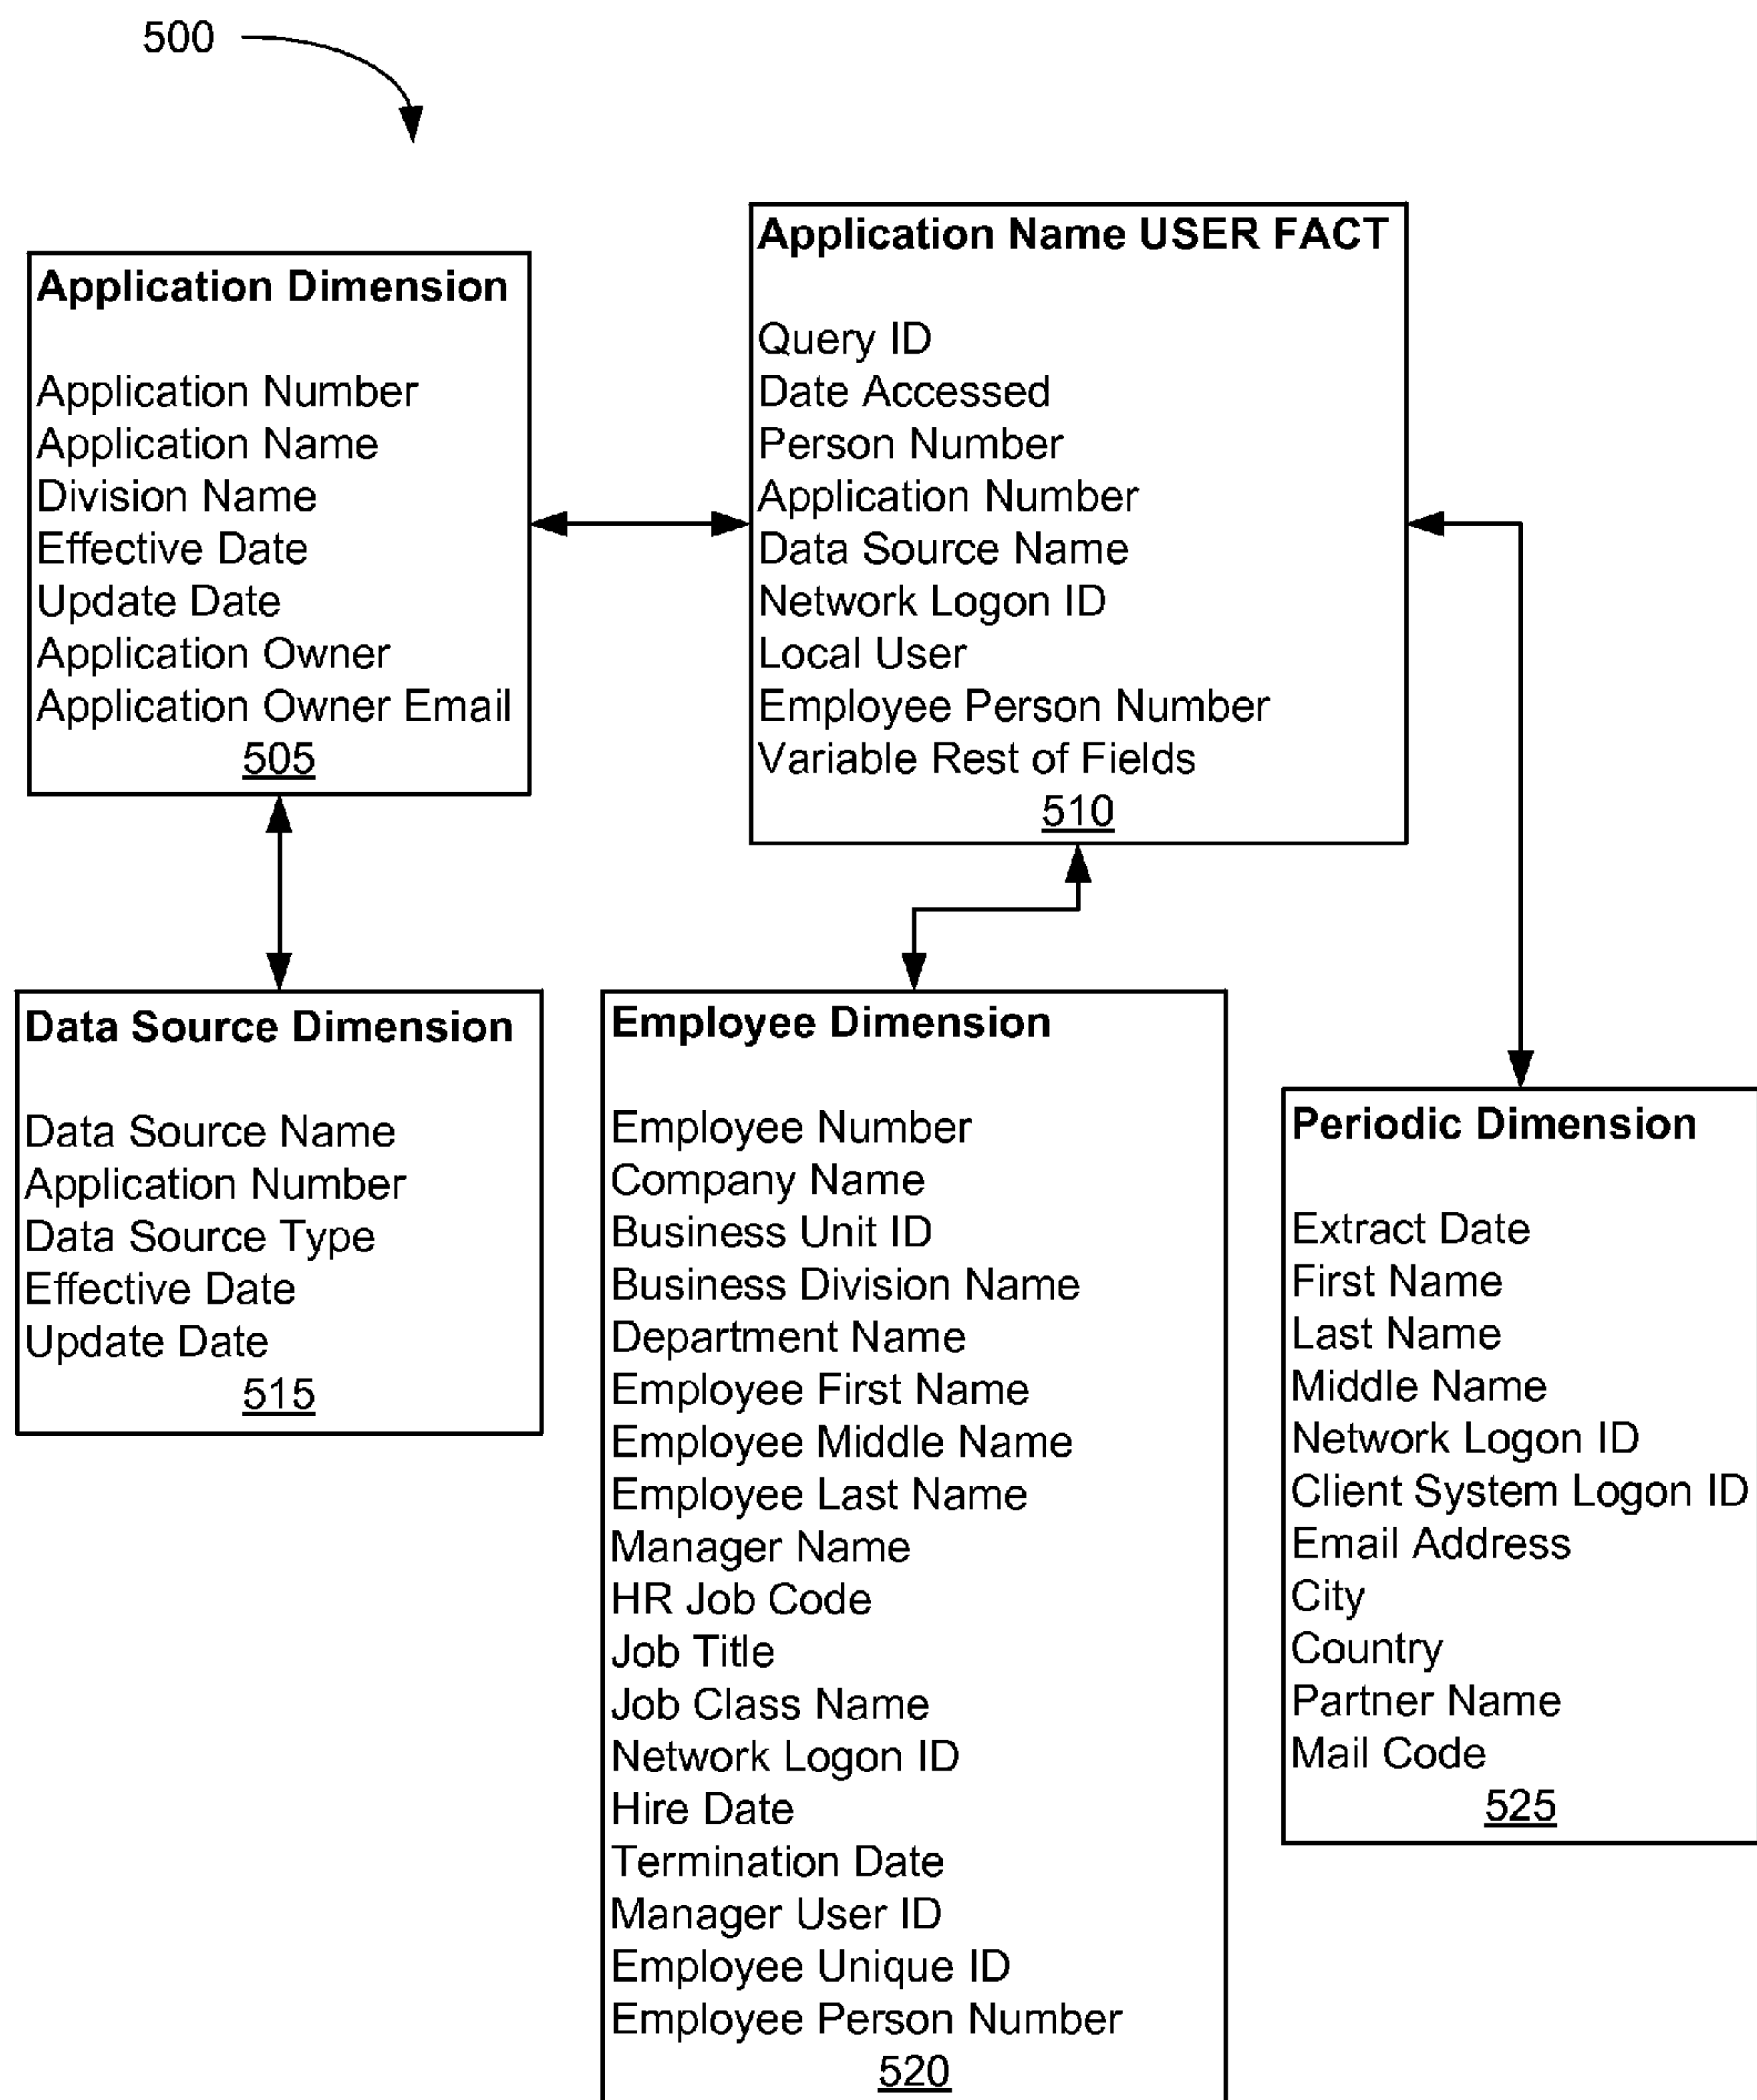 500
Application Dimension
Application Number
Application Name
Division Name
Effective Date
Update Date
Application Owner
Application Owner Email
505
Application Name USER FACT
Query ID
Date Accessed
Person Number
Application Number
Data Source Name
Network Logon ID
Local User
Employee Person Number
Variable Rest of Fields
510
Data Source Dimension
Data Source Name
Application Number
Data Source Type
Effective Date
Update Date
515
Employee Dimension
Employee Number
Company Name
Business Unit ID
Business Division Name
Department Name
Employee First Name
Employee Middle Name
Employee Last Name
Manager Name
HR Job Code
Job Title
Job Class Name
Network Logon ID
Hire Date
Termination Date
Manager User ID
Employee Unique ID
Employee Person Number
520
Periodic Dimension
Extract Date
First Name
Last Name
Middle Name
Network Logon ID
Client System Logon ID
Email Address
City
Country
Partner Name
Mail Code
525